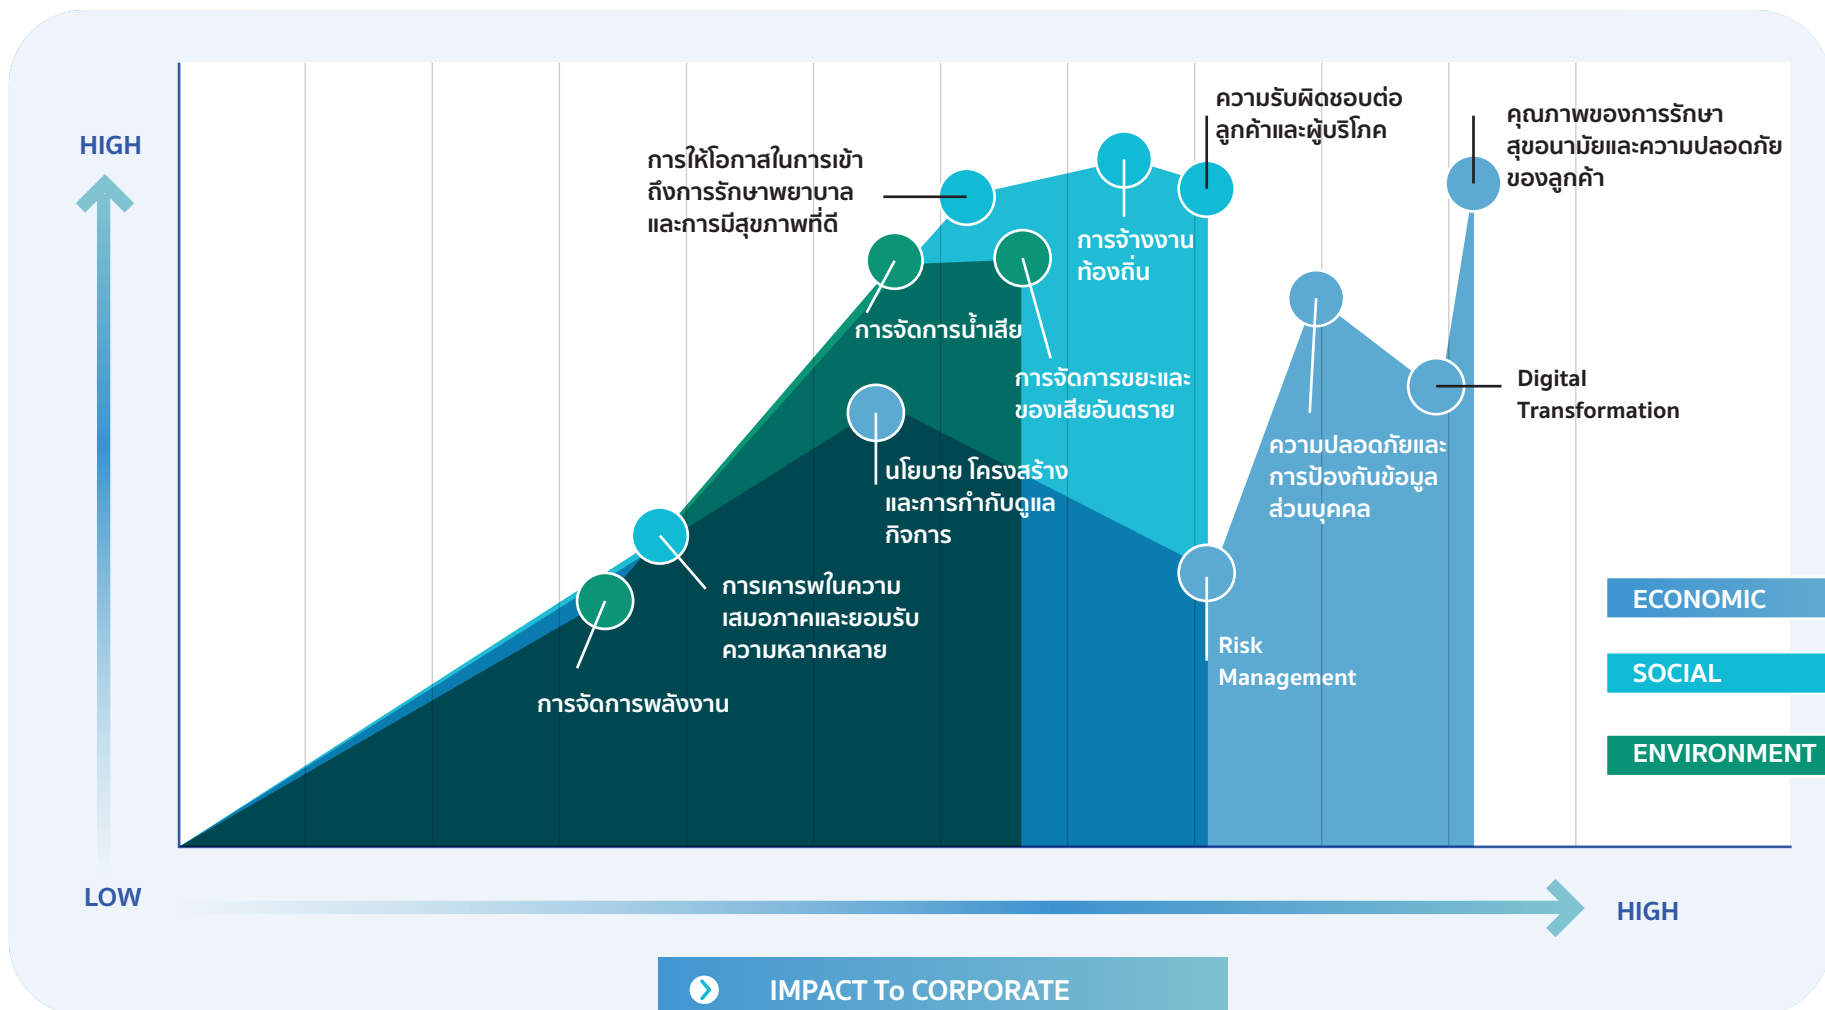 HIGH
การให้โอกาสในการเข้า
ถึงการรักษาพยาบาล
และการมีสุขภาพที่ดี
ความรับผิดชอบต่อ
ลูกค้าและผู้บริโภค
คุณภาพของการรักษา
สุขอนามัยและความปลอดภัย
ของลูกค้า
การจ้างงาน
ท้องถิ่น
การจัดการน้ำเสีย
การจัดการขยะและ
ของเสียอันตราย
Digital
Transformation
นโยบาย โครงสร้าง
และการกำกับดูแล
กิจการ
ความปลอดภัยและ
การป้องกันข้อมูล
ส่วนบุคคล
การเคารพในความ
เสมอภาคและยอมรับ
ความหลากหลาย
Risk
Management
การจัดการพลังงาน
ECONOMIC
SOCIAL
ENVIRONMENT
LOW
HIGH
IMPACT To CORPORATE